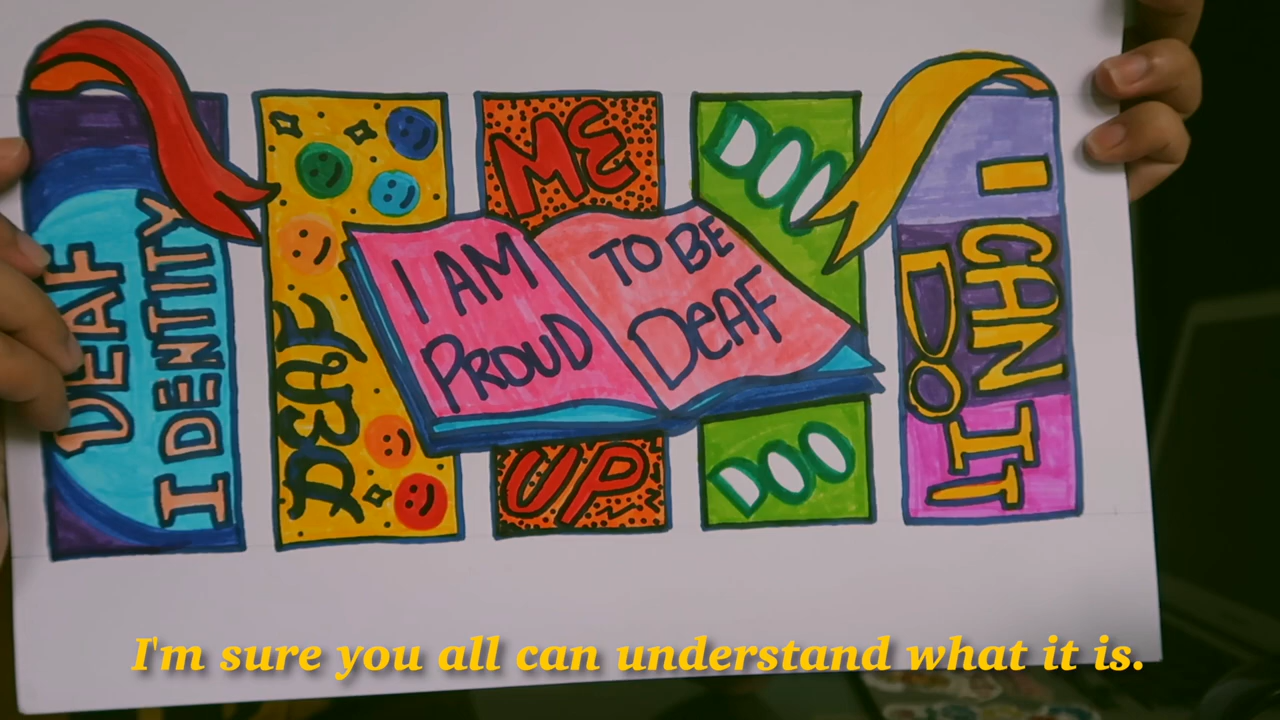 DEAF
IDENTITY
DEAF
ME
UP
I AM
PROUD
TO BE
DEAF
DOO
DOO
I CAN IT
DO
I'm sure you all can understand what it is.